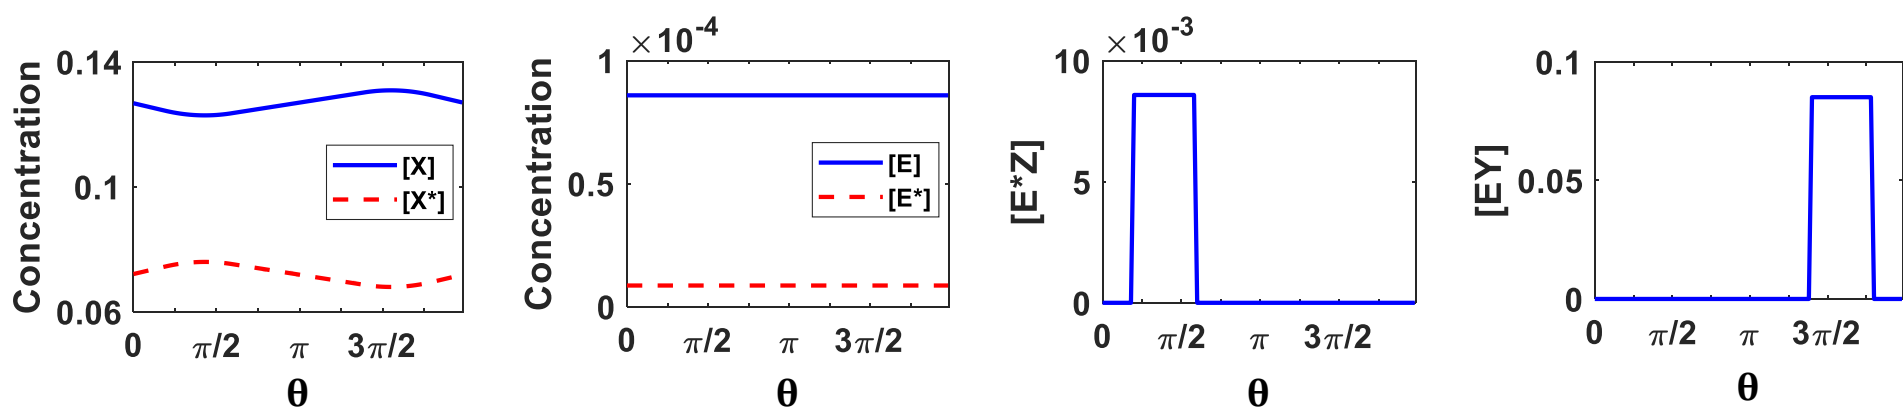 Concentration
0.14
0.1
0.06
[X]
[X*]
0
π/2
π
3π/2
θ
Concentration
×10⁻⁴
1
0.5
0
[E]
[E*]
0
π/2
π
3π/2
θ
[E*Z]
×10⁻³
10
5
0
0
π/2
π
3π/2
θ
[EY]
0.1
0.05
0
0
π/2
π
3π/2
θ